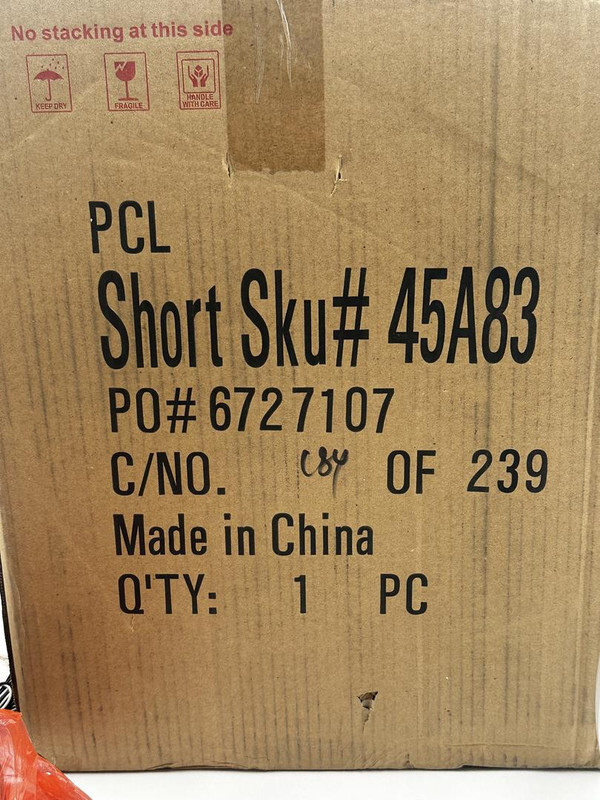 No stacking at this side
KEEP DRY
FRAGILE
HANDLE
WITH CARE
PCL
Short Sku# 45A83
PO# 6727107
C/NO. 184 OF 239
Made in China
Q'TY: 1 PC